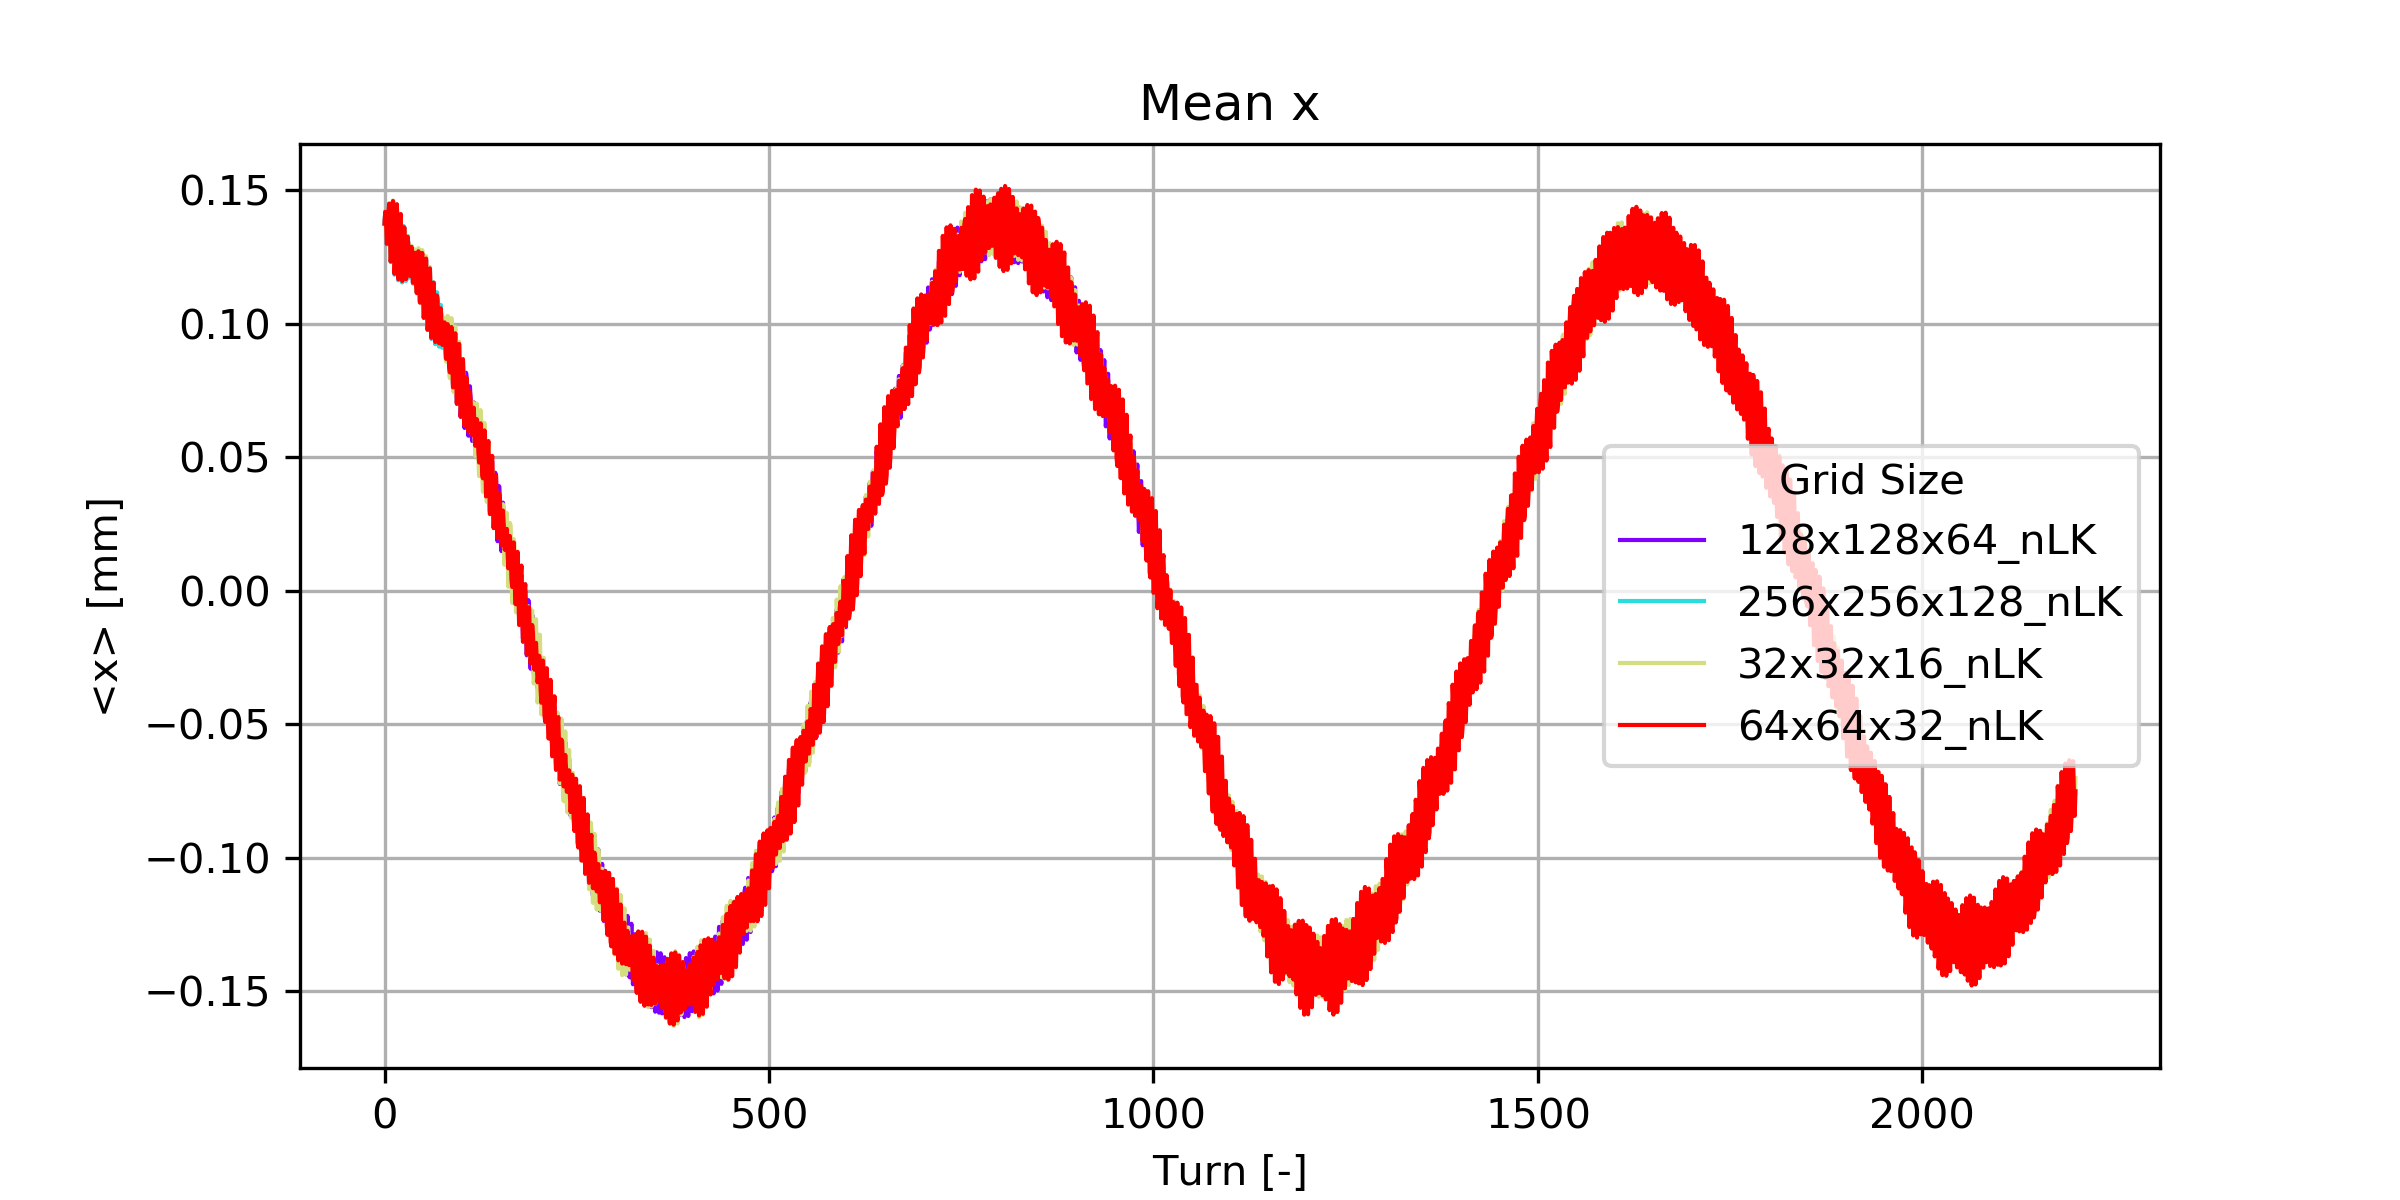 Mean x
0.15
0.10
0.05
0.00
−0.05
−0.10
−0.15
<x> [mm]
Grid Size
128x128x64_nLK
256x256x128_nLK
32x32x16_nLK
64x64x32_nLK
0 500 1000 1500 2000
Turn [-]